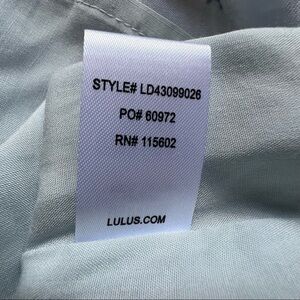 STYLE# LD43099026
PO# 60972
RN# 115602
LULUS.COM